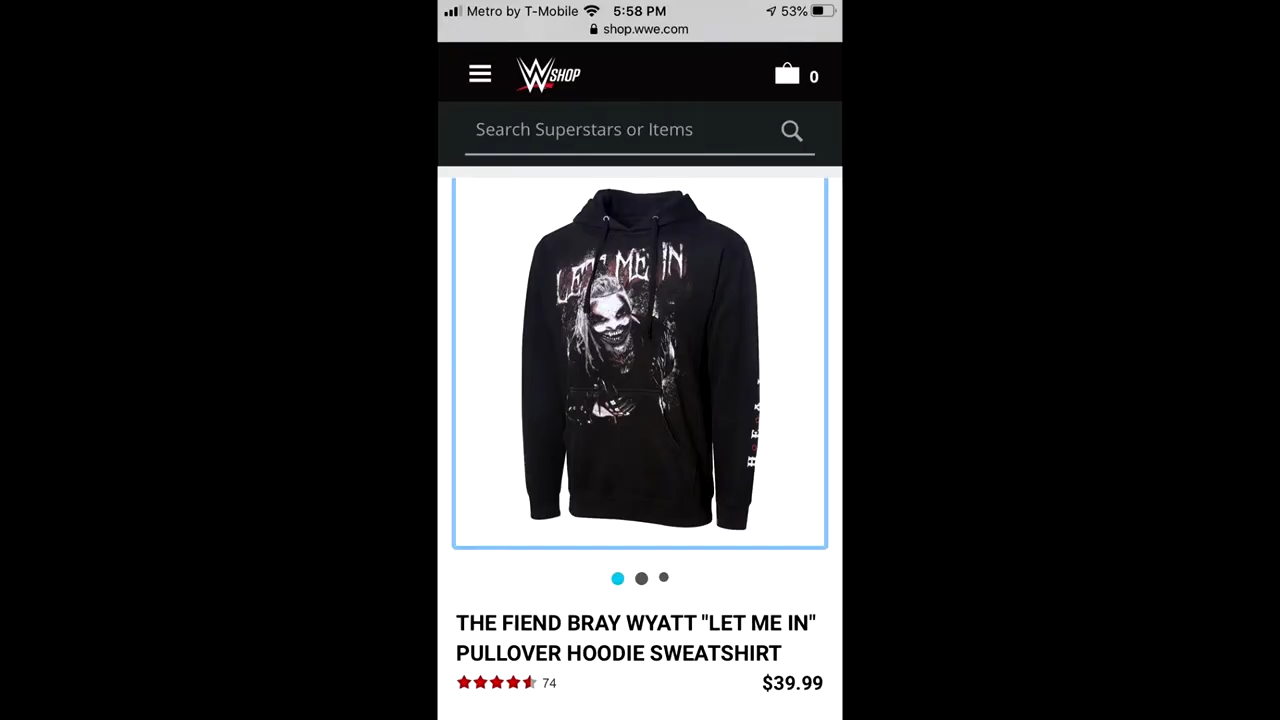 Metro by T-Mobile 5:58 PM 53%
shop.wwe.com
W SHOP 0
Search Superstars or Items
LET ME IN
THE FIEND BRAY WYATT "LET ME IN"
PULLOVER HOODIE SWEATSHIRT
74 $39.99